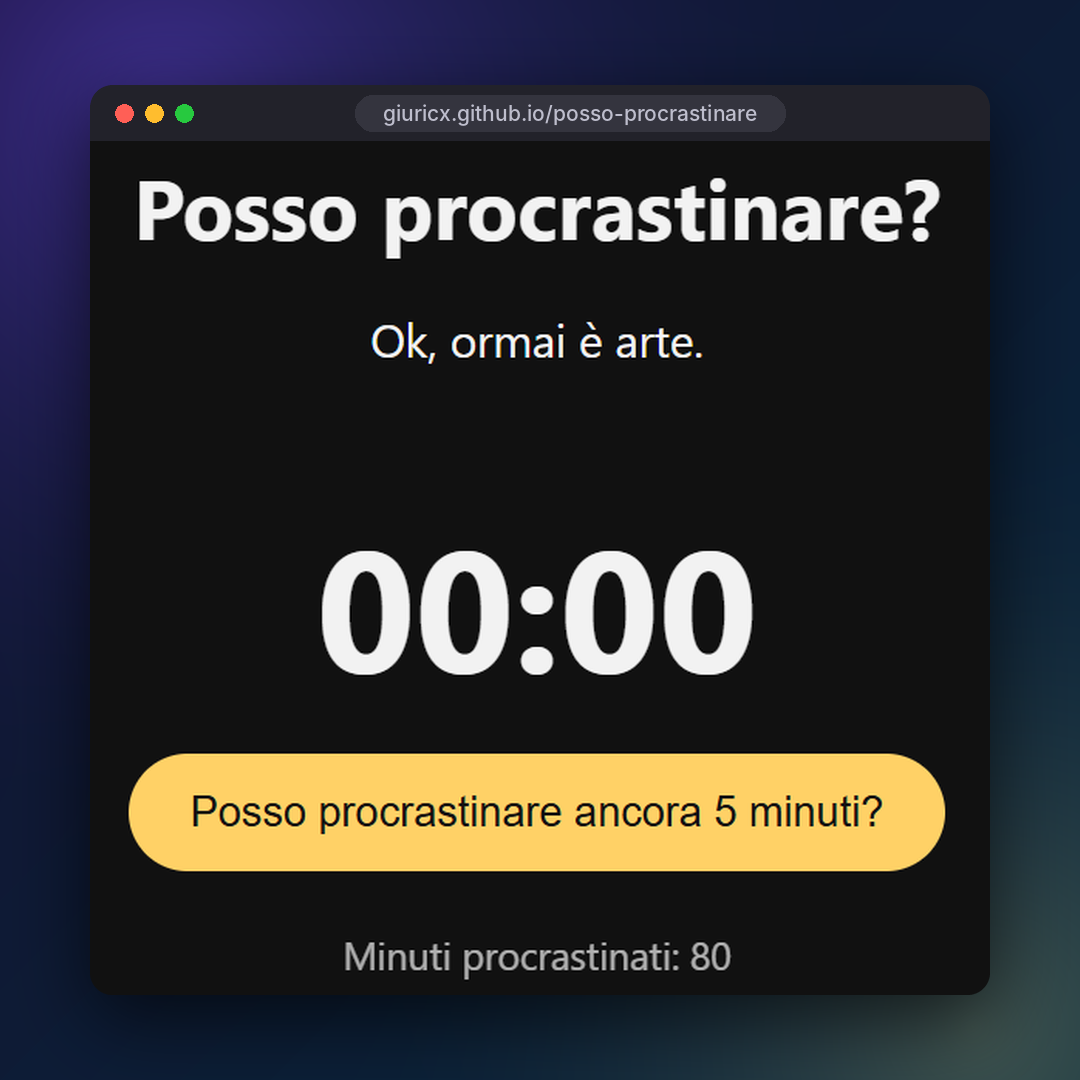 giuricx.github.io/posso-procrastinare
Posso procrastinare?
Ok, ormai è arte.
00:00
Posso procrastinare ancora 5 minuti?
Minuti procrastinati: 80